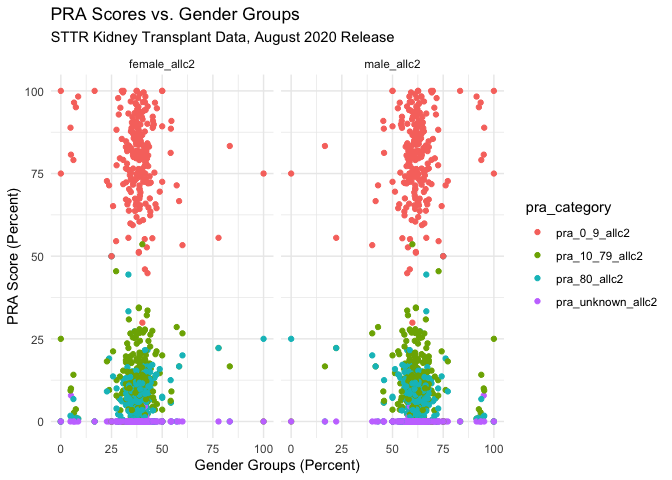 PRA Scores vs. Gender Groups
STTR Kidney Transplant Data, August 2020 Release
female_allc2 male_allc2
100
75
50
25
0
PRA Score (Percent)
0 25 50 75 100 0 25 50 75 100
Gender Groups (Percent)
pra_category
pra_0_9_allc2
pra_10_79_allc2
pra_80_allc2
pra_unknown_allc2